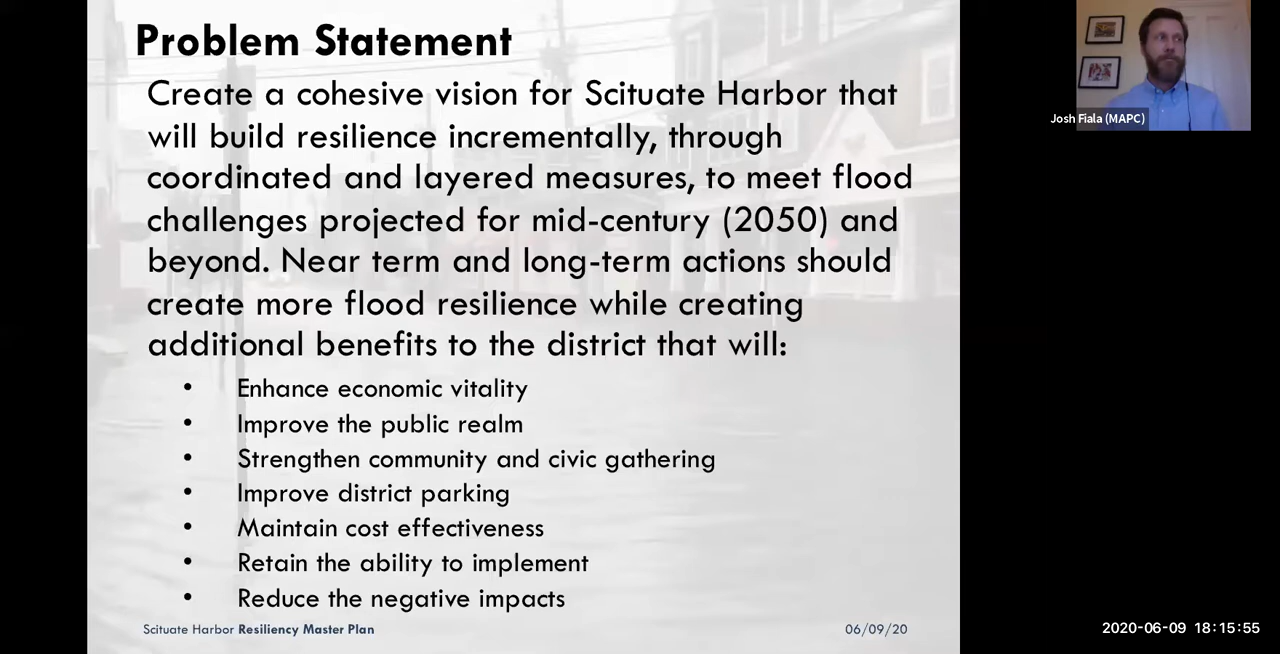 Problem Statement
Create a cohesive vision for Scituate Harbor that
will build resilience incrementally, through
coordinated and layered measures, to meet flood
challenges projected for mid-century (2050) and
beyond. Near term and long-term actions should
create more flood resilience while creating
additional benefits to the district that will:
• Enhance economic vitality
• Improve the public realm
• Strengthen community and civic gathering
• Improve district parking
• Maintain cost effectiveness
• Retain the ability to implement
• Reduce the negative impacts
Scituate Harbor Resiliency Master Plan
06/09/20
Josh Fiala (MAPC)
2020-06-09 18:15:55